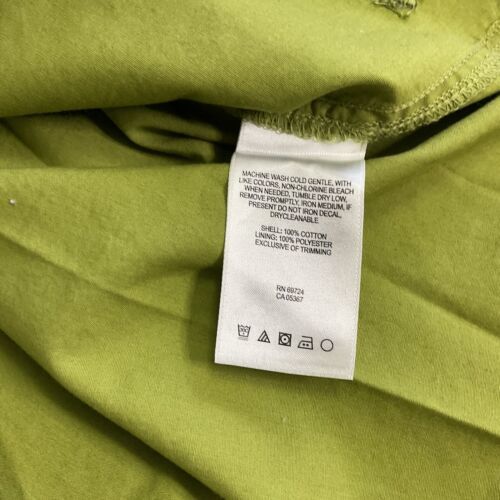 MACHINE WASH COLD GENTLE, WITH
LIKE COLORS, NON-CHLORINE BLEACH
WHEN NEEDED, TUMBLE DRY LOW,
REMOVE PROMPTLY, IRON MEDIUM, IF
PRESENT DO NOT IRON DECAL,
DRYCLEANABLE
SHELL: 100% COTTON
LINING: 100% POLYESTER
EXCLUSIVE OF TRIMMING
RN 69724
CA 05367